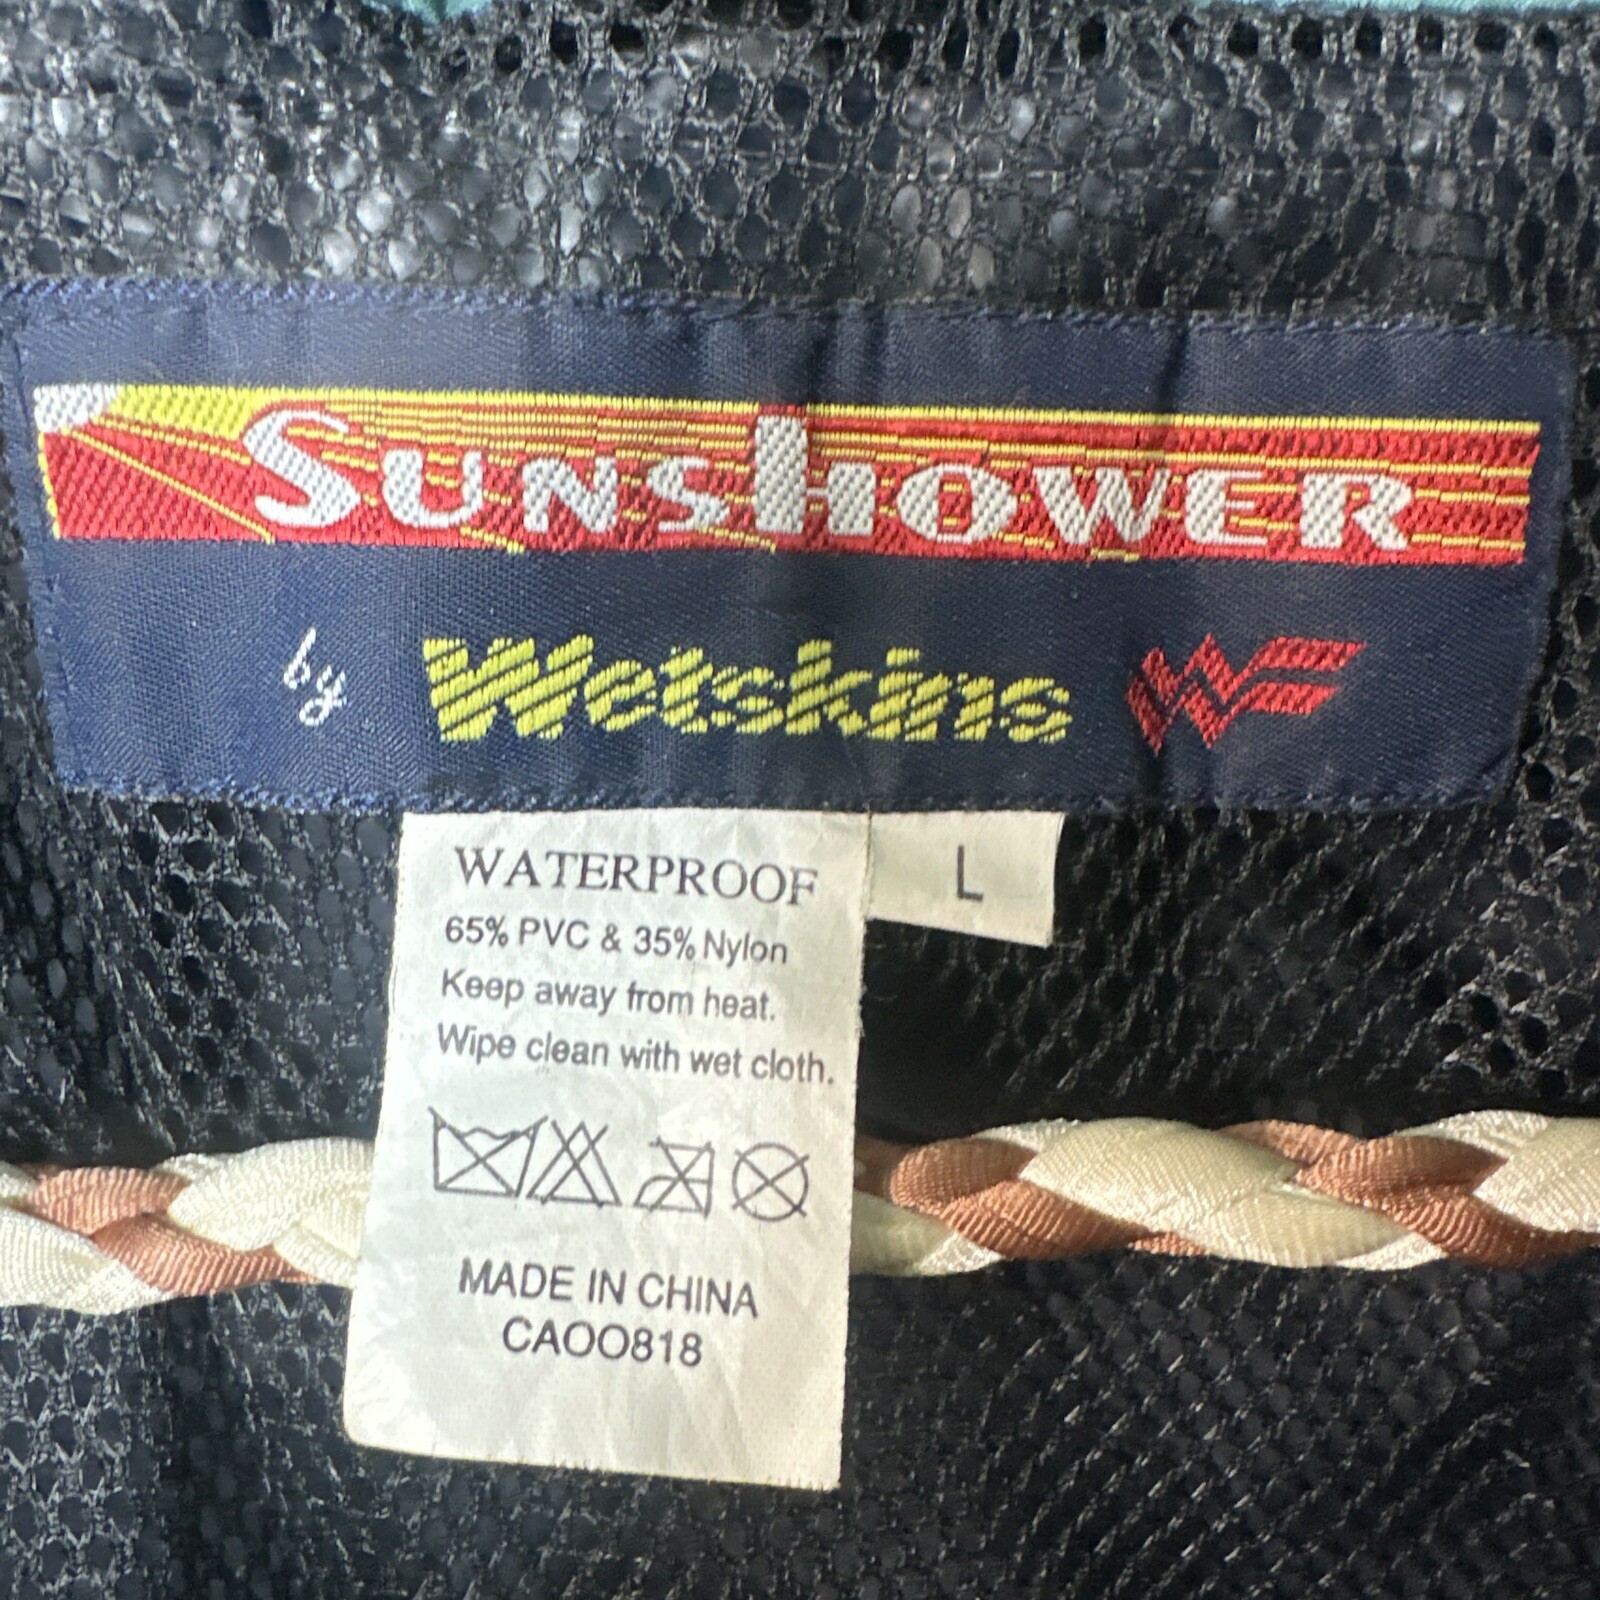 SUNSHOWER
by Wetskins
WATERPROOF
L
65% PVC & 35% Nylon
Keep away from heat.
Wipe clean with wet cloth.
MADE IN CHINA
CAOO818